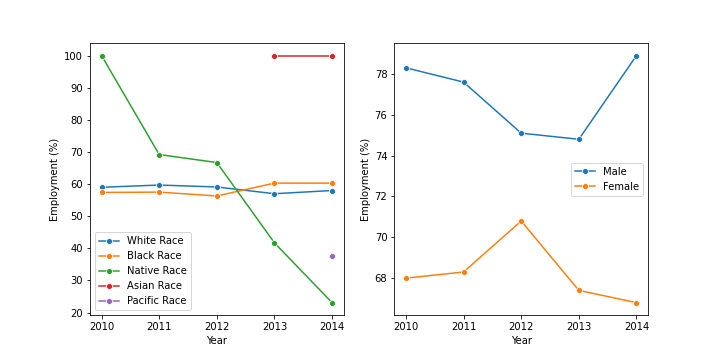 100
90
80
70
60
50
40
30
20
Employment (%)
White Race
Black Race
Native Race
Asian Race
Pacific Race
2010 2011 2012 2013 2014
Year
78
76
74
72
70
68
Employment (%)
Male
Female
2010 2011 2012 2013 2014
Year